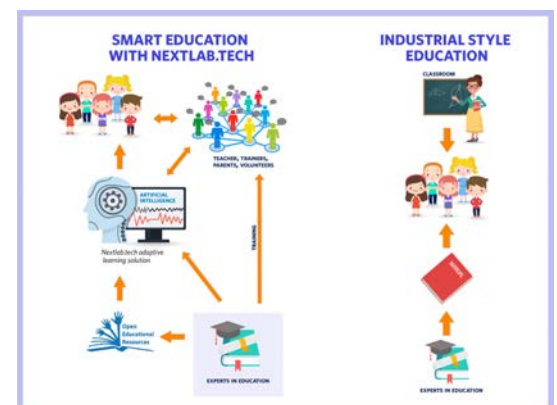 SMART EDUCATION
WITH NEXTLAB.TECH
ARTIFICIAL
INTELLIGENCE
Nextlab.tech adaptive
learning solution
TEACHER, TRAINERS,
PARENTS, VOLUNTEERS
TRAINING
Open
Educational
Resources
EXPERTS IN EDUCATION
INDUSTRIAL STYLE
EDUCATION
CLASSROOM
MANUAL
EXPERTS IN EDUCATION